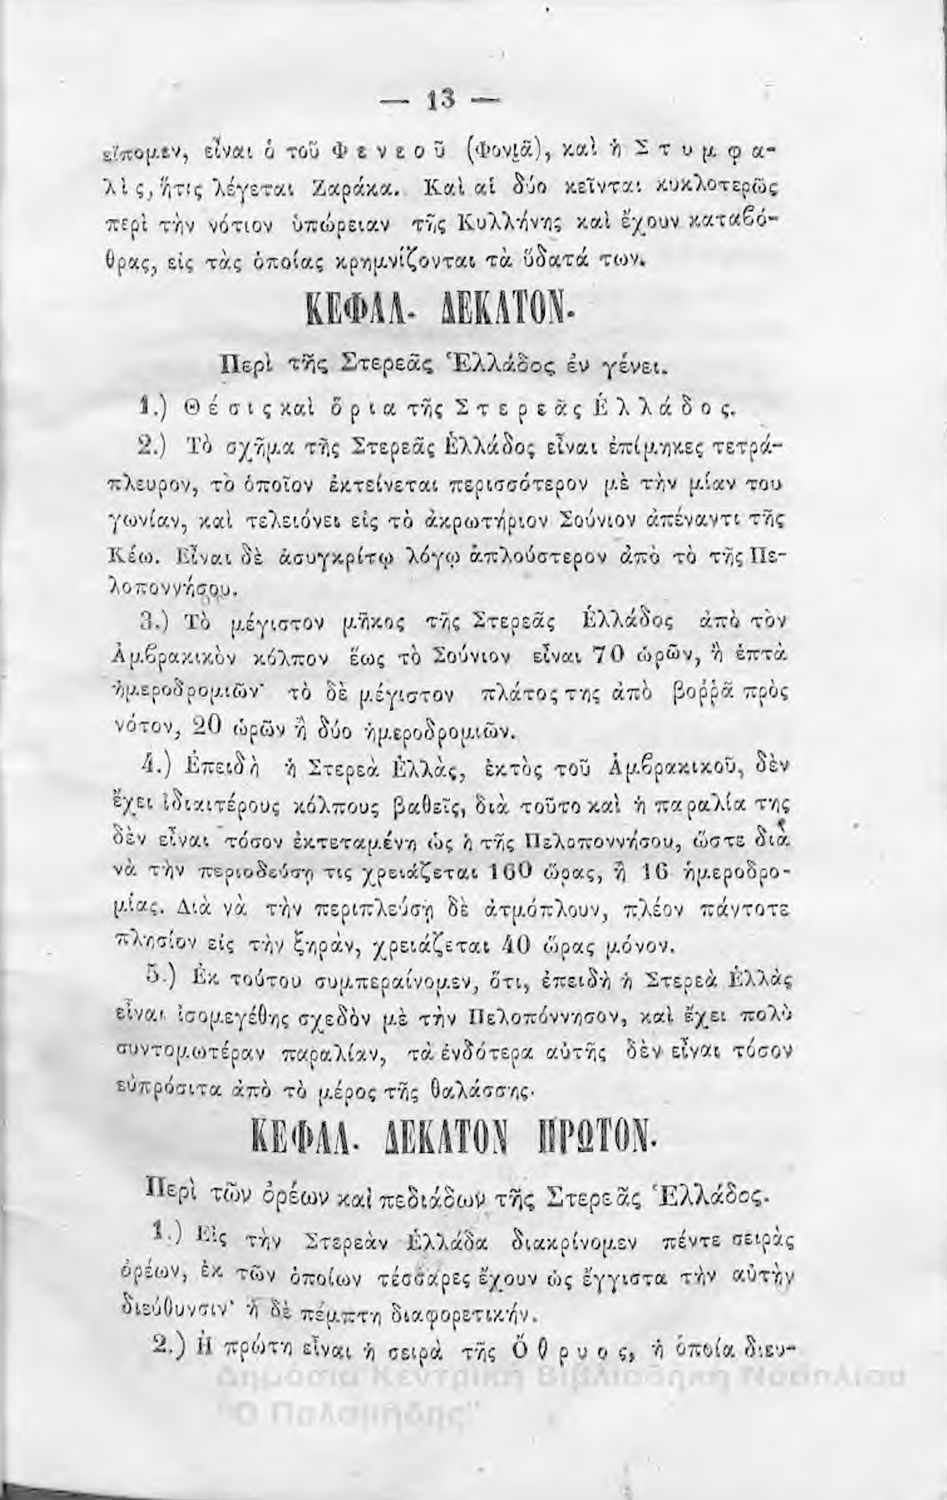 — 13 —
εἴπομεν, εἶναι ὁ τοῦ Φ ε ν ε ο ῦ (Φονιᾶ), καὶ ἡ Σ τ υ μ φ α-
λ ὶ ς, ἥτις λέγεται Ζαράκα. Καὶ αἱ δύο κεῖνται κυκλοτερῶς
περὶ τὴν νότιον ὑπώρειαν τῆς Κυλλήνης καὶ ἔχουν καταβό-
θρας, εἰς τὰς ὁποίας κρημνίζονται τὰ ὕδατά των.
ΚΕΦΑΛ. ΔΕΚΑΤΟΝ.
Περὶ τῆς Στερεᾶς Ἑλλάδος ἐν γένει.
1.) Θ έ σ ι ς καὶ ὅ ρ ι α τῆς Σ τ ε ρ ε ᾶ ς Ἑ λ λ ά δ ο ς.
2.) Τὸ σχῆμα τῆς Στερεᾶς Ἑλλάδος εἶναι ἐπίμηκες τετρά-
πλευρον, τὸ ὁποῖον ἐκτείνεται περισσότερον μὲ τὴν μίαν του
γωνίαν, καὶ τελειόνει εἰς τὸ ἀκρωτήριον Σούνιον ἀπέναντι τῆς
Κέω. Εἶναι δὲ ἀσυγκρίτῳ λόγῳ ἁπλούστερον ἀπὸ τὸ τῆς Πε-
λοποννήσου.
3.) Τὸ μέγιστον μῆκος τῆς Στερεᾶς Ἑλλάδος ἀπὸ τὸν
Ἀμβρακικὸν κόλπον ἕως τὸ Σούνιον εἶναι 70 ὡρῶν, ἢ ἑπτὰ
ἡμεροδρομιῶν· τὸ δὲ μέγιστον πλάτος της ἀπὸ βοῤῥᾶ πρὸς
νότον, 20 ὡρῶν ἢ δύο ἡμεροδρομιῶν.
4.) Ἐπειδὴ ἡ Στερεὰ Ἑλλὰς, ἐκτὸς τοῦ Ἀμβρακικοῦ, δὲν
ἔχει ἰδιαιτέρους κόλπους βαθεῖς, διὰ τοῦτο καὶ ἡ παραλία της
δὲν εἶναι τόσον ἐκτεταμένη ὡς ἡ τῆς Πελοποννήσου, ὥστε διὰ
νὰ τὴν περιοδεύσῃ τις χρειάζεται 160 ὥρας, ἢ 16 ἡμεροδρο-
μίας. Διὰ νὰ τὴν περιπλεύσῃ δὲ ἀτμόπλουν, πλέον πάντοτε
πλησίον εἰς τὴν ξηρὰν, χρειάζεται 40 ὥρας μόνον.
5.) Ἐκ τούτου συμπεραίνομεν, ὅτι, ἐπειδὴ ἡ Στερεὰ Ἑλλὰς
εἶναι ἰσομεγέθης σχεδὸν μὲ τὴν Πελοπόννησον, καὶ ἔχει πολὺ
συντομωτέραν παραλίαν, τὰ ἐνδότερα αὐτῆς δὲν εἶναι τόσον
εὐπρόσιτα ἀπὸ τὸ μέρος τῆς θαλάσσης.
ΚΕΦΑΛ. ΔΕΚΑΤΟΝ ΠΡΩΤΟΝ.
Περὶ τῶν ὀρέων καὶ πεδιάδων τῆς Στερεᾶς Ἑλλάδος.
1.) Εἰς τὴν Στερεὰν Ἑλλάδα διακρίνομεν πέντε σειρὰς
ὀρέων, ἐκ τῶν ὁποίων τέσσαρες ἔχουν ὡς ἔγγιστα τὴν αὐτὴν
διεύθυνσιν· ἡ δὲ πέμπτη διαφορετικήν.
2.) Ἡ πρώτη εἶναι ἡ σειρὰ τῆς Ὄ θ ρ υ ο ς, ἡ ὁποία διευ-
Δημόσια Κεντρική Βιβλιοθήκη Ναυπλίου
"Ο Παλαμήδης"